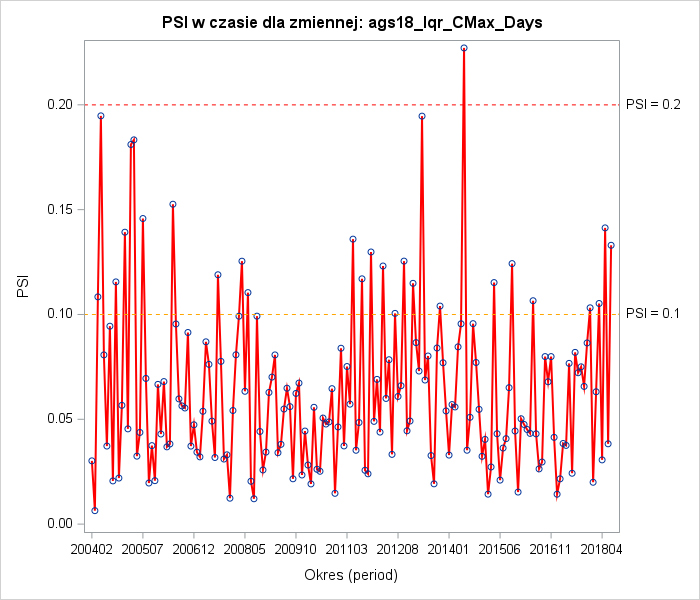 PSI w czasie dla zmiennej: ags18_Iqr_CMax_Days
0.20
PSI = 0.2
0.15
PSI
0.10
PSI = 0.1
0.05
0.00
200402 200507 200612 200805 200910 201103 201208 201401 201506 201611 201804
Okres (period)